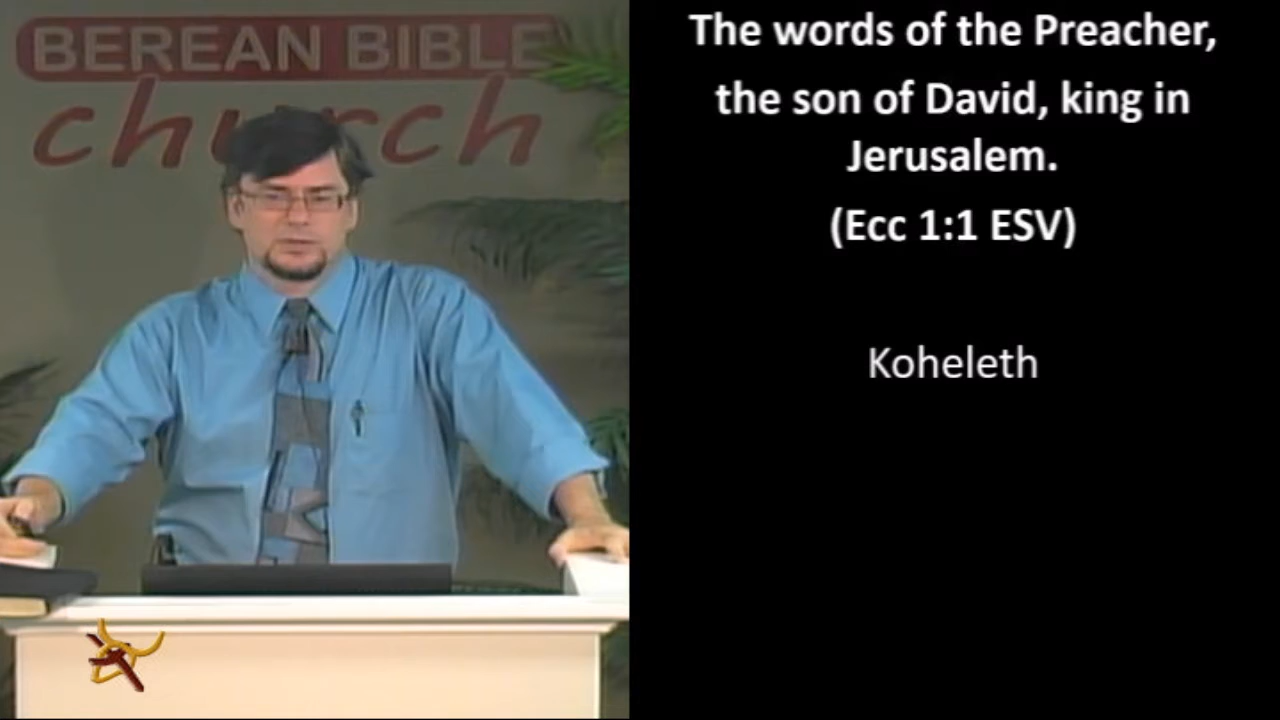 BEREAN BIBLE
church
The words of the Preacher,
the son of David, king in
Jerusalem.
(Ecc 1:1 ESV)
Koheleth